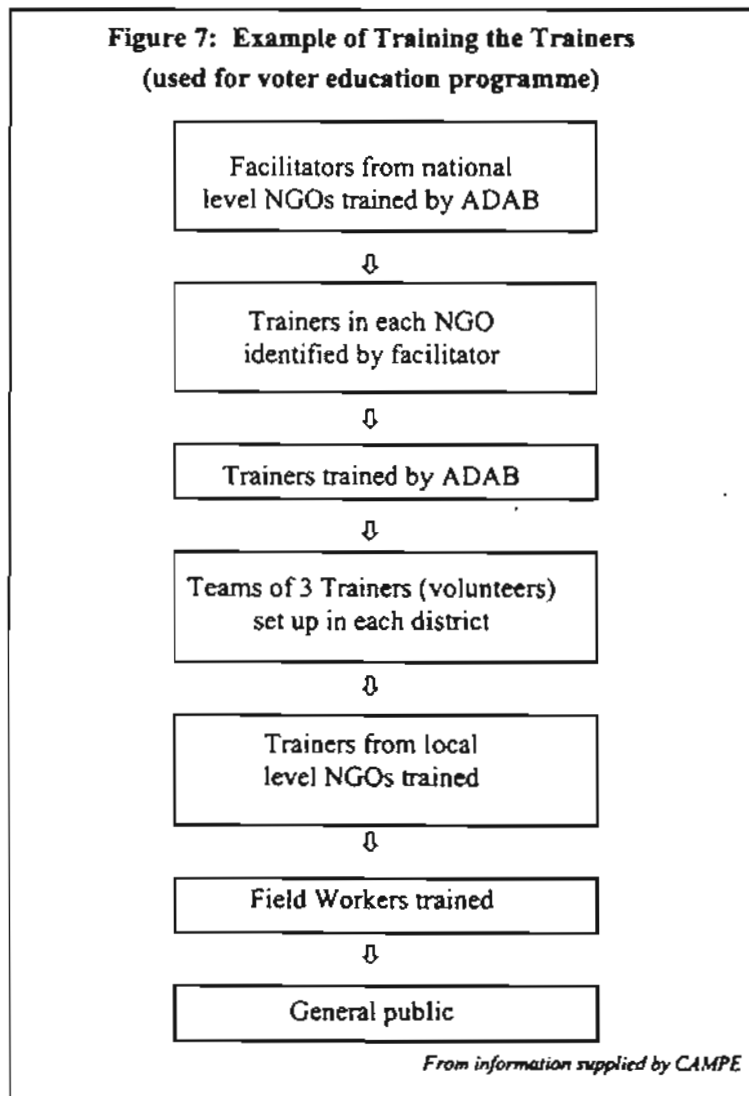 Figure 7: Example of Training the Trainers
(used for voter education programme)
Facilitators from national
level NGOs trained by ADAB
⇩
Trainers in each NGO
identified by facilitator
⇩
Trainers trained by ADAB
⇩
Teams of 3 Trainers (volunteers)
set up in each district
⇩
Trainers from local
level NGOs trained
⇩
Field Workers trained
⇩
General public
From information supplied by CAMPE